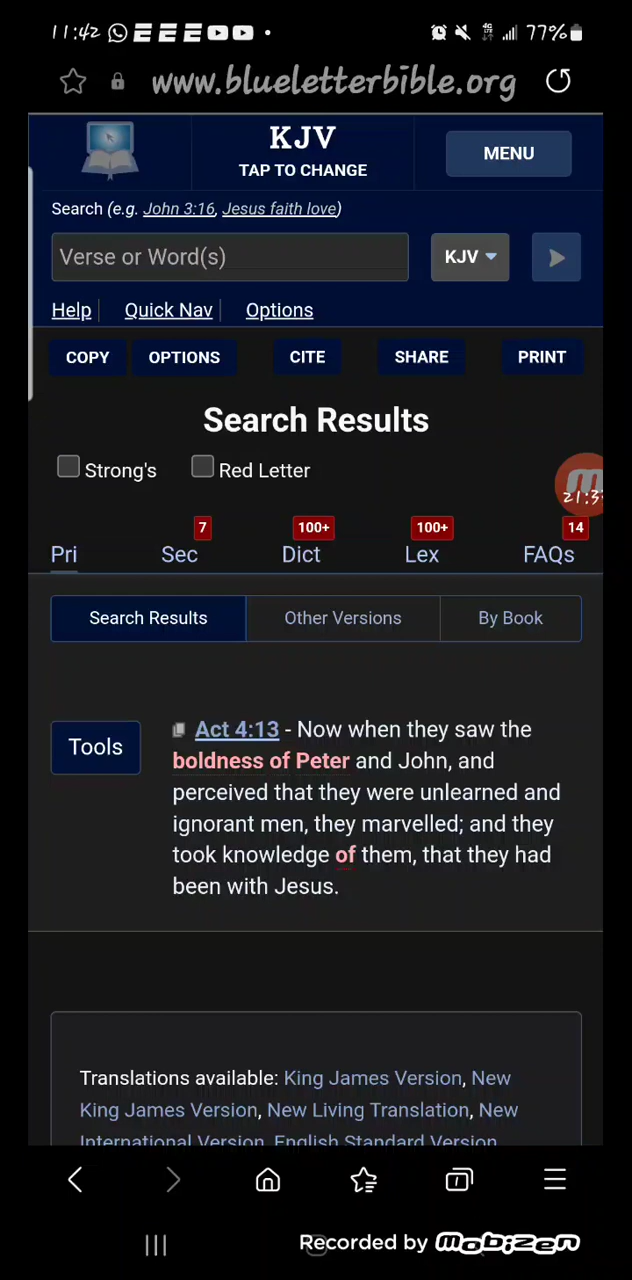 11:42 77%
www.blueletterbible.org
KJV
TAP TO CHANGE
MENU
Search (e.g. John 3:16, Jesus faith love)
Verse or Word(s)
KJV
Help Quick Nav Options
COPY OPTIONS CITE SHARE PRINT
Search Results
Strong's Red Letter
7 100+ 100+ 14
Pri Sec Dict Lex FAQs
Search Results Other Versions By Book
Tools
Act 4:13 - Now when they saw the
boldness of Peter and John, and
perceived that they were unlearned and
ignorant men, they marvelled; and they
took knowledge of them, that they had
been with Jesus.
Translations available: King James Version, New
King James Version, New Living Translation, New
International Version, English Standard Version
Recorded by mobizen